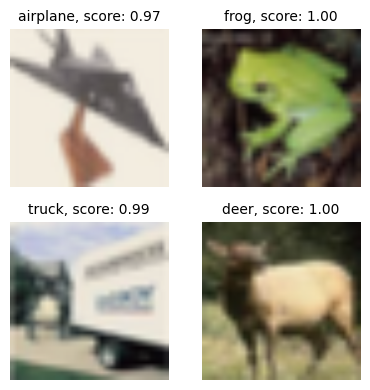 airplane, score: 0.97
frog, score: 1.00
truck, score: 0.99
deer, score: 1.00